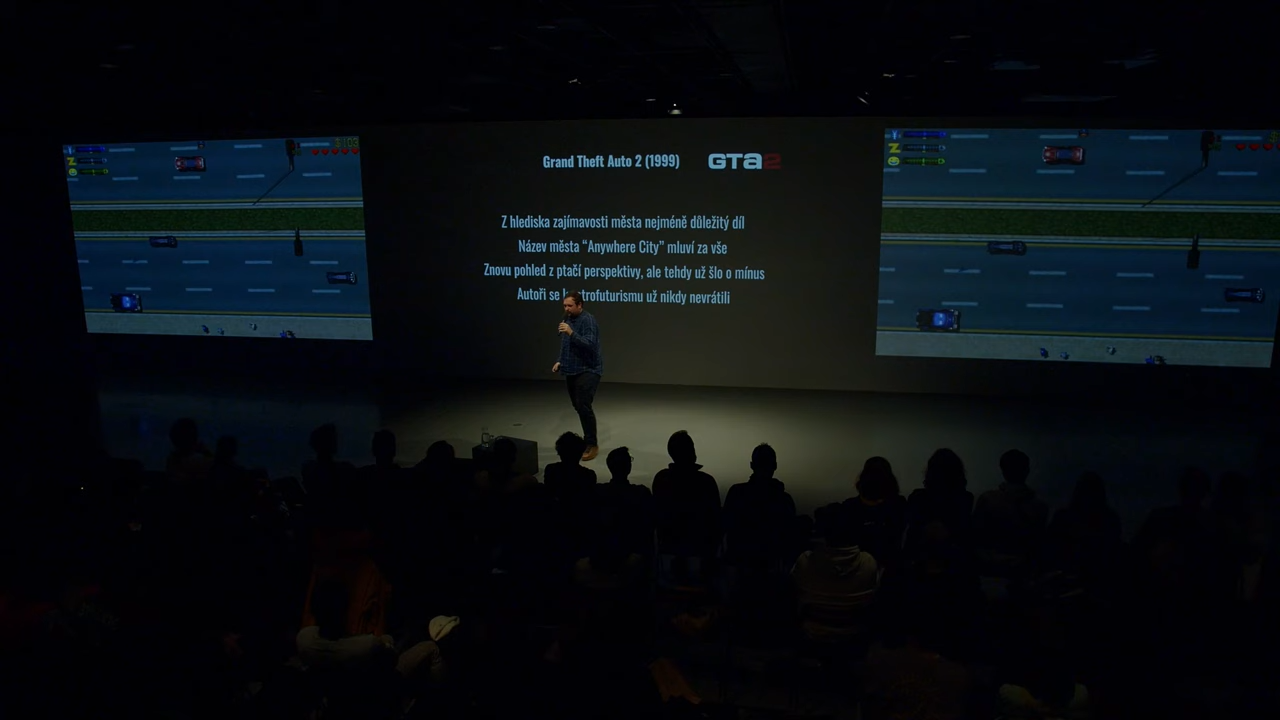 Grand Theft Auto 2 (1999)
GTA2
Z hlediska zajímavosti města nejméně důležitý díl
Název města “Anywhere City” mluví za vše
Znovu pohled z ptačí perspektivy, ale tehdy už šlo o mínus
Autoři se k retrofuturismu už nikdy nevrátili